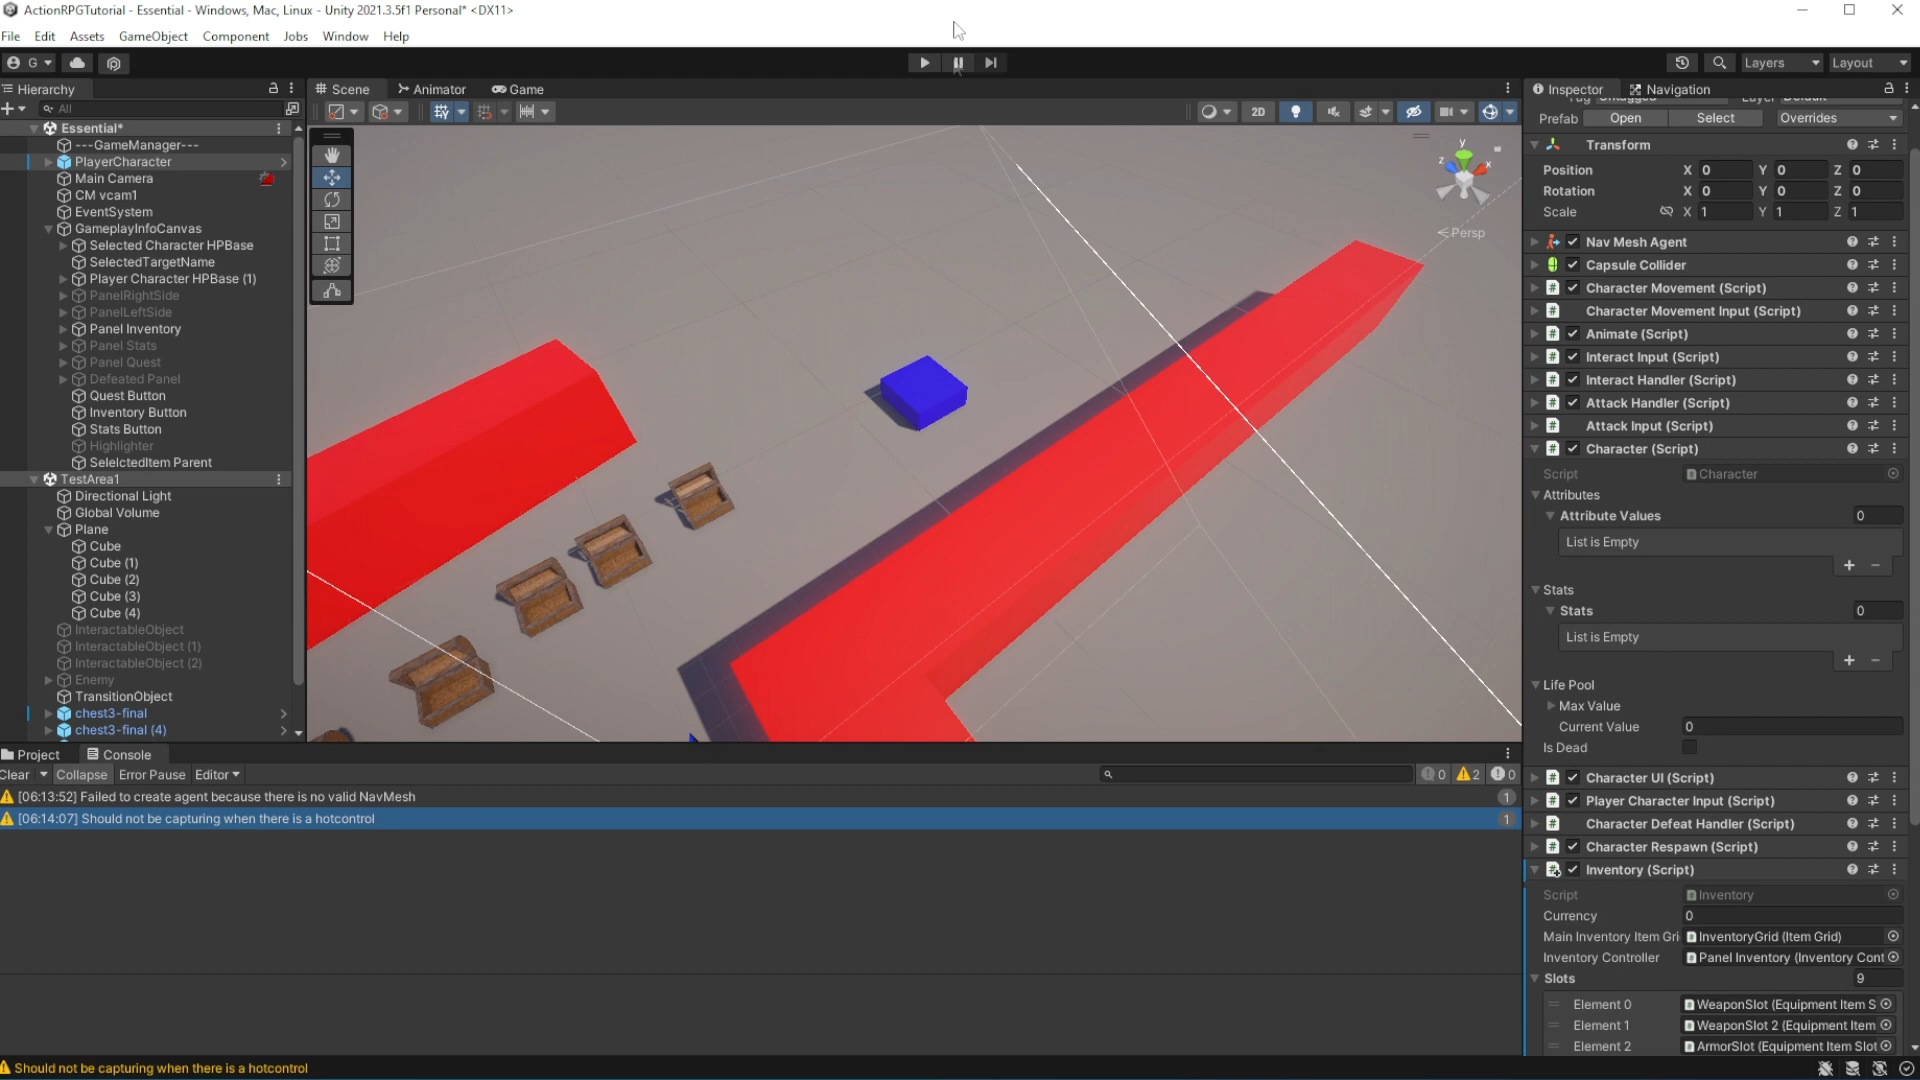 ActionRPGTutorial - Essential - Windows, Mac, Linux - Unity 2021.3.5f1 Personal* <DX11>
File Edit Assets GameObject Component Jobs Window Help
G Layers Layout
Hierarchy
All
Essential*
---GameManager---
PlayerCharacter
Main Camera
CM vcam1
EventSystem
GameplayInfoCanvas
Selected Character HPBase
SelectedTargetName
Player Character HPBase (1)
PanelRightSide
PanelLeftSide
Panel Inventory
Panel Stats
Panel Quest
Defeated Panel
Quest Button
Inventory Button
Stats Button
Highlighter
SelelctedItem Parent
TestArea1
Directional Light
Global Volume
Plane
Cube
Cube (1)
Cube (2)
Cube (3)
Cube (4)
InteractableObject
InteractableObject (1)
InteractableObject (2)
Enemy
TransitionObject
chest3-final
chest3-final (4)
Scene Animator Game
2D
y
z x
Persp
Inspector Navigation
Tag Untagged Layer Default
Prefab Open Select Overrides
Transform
Position X 0 Y 0 Z 0
Rotation X 0 Y 0 Z 0
Scale X 1 Y 1 Z 1
Nav Mesh Agent
Capsule Collider
Character Movement (Script)
Character Movement Input (Script)
Animate (Script)
Interact Input (Script)
Interact Handler (Script)
Attack Handler (Script)
Attack Input (Script)
Character (Script)
Script Character
Attributes
Attribute Values 0
List is Empty
Stats
Stats 0
List is Empty
Life Pool
Max Value
Current Value 0
Is Dead
Character UI (Script)
Player Character Input (Script)
Character Defeat Handler (Script)
Character Respawn (Script)
Inventory (Script)
Script Inventory
Currency 0
Main Inventory Item Gri InventoryGrid (Item Grid)
Inventory Controller Panel Inventory (Inventory Cont
Slots 9
Element 0 WeaponSlot (Equipment Item S
Element 1 WeaponSlot 2 (Equipment Item
Element 2 ArmorSlot (Equipment Item Slot
Project Console
Clear Collapse Error Pause Editor 0 2 0
[06:13:52] Failed to create agent because there is no valid NavMesh 1
[06:14:07] Should not be capturing when there is a hotcontrol 1
Should not be capturing when there is a hotcontrol